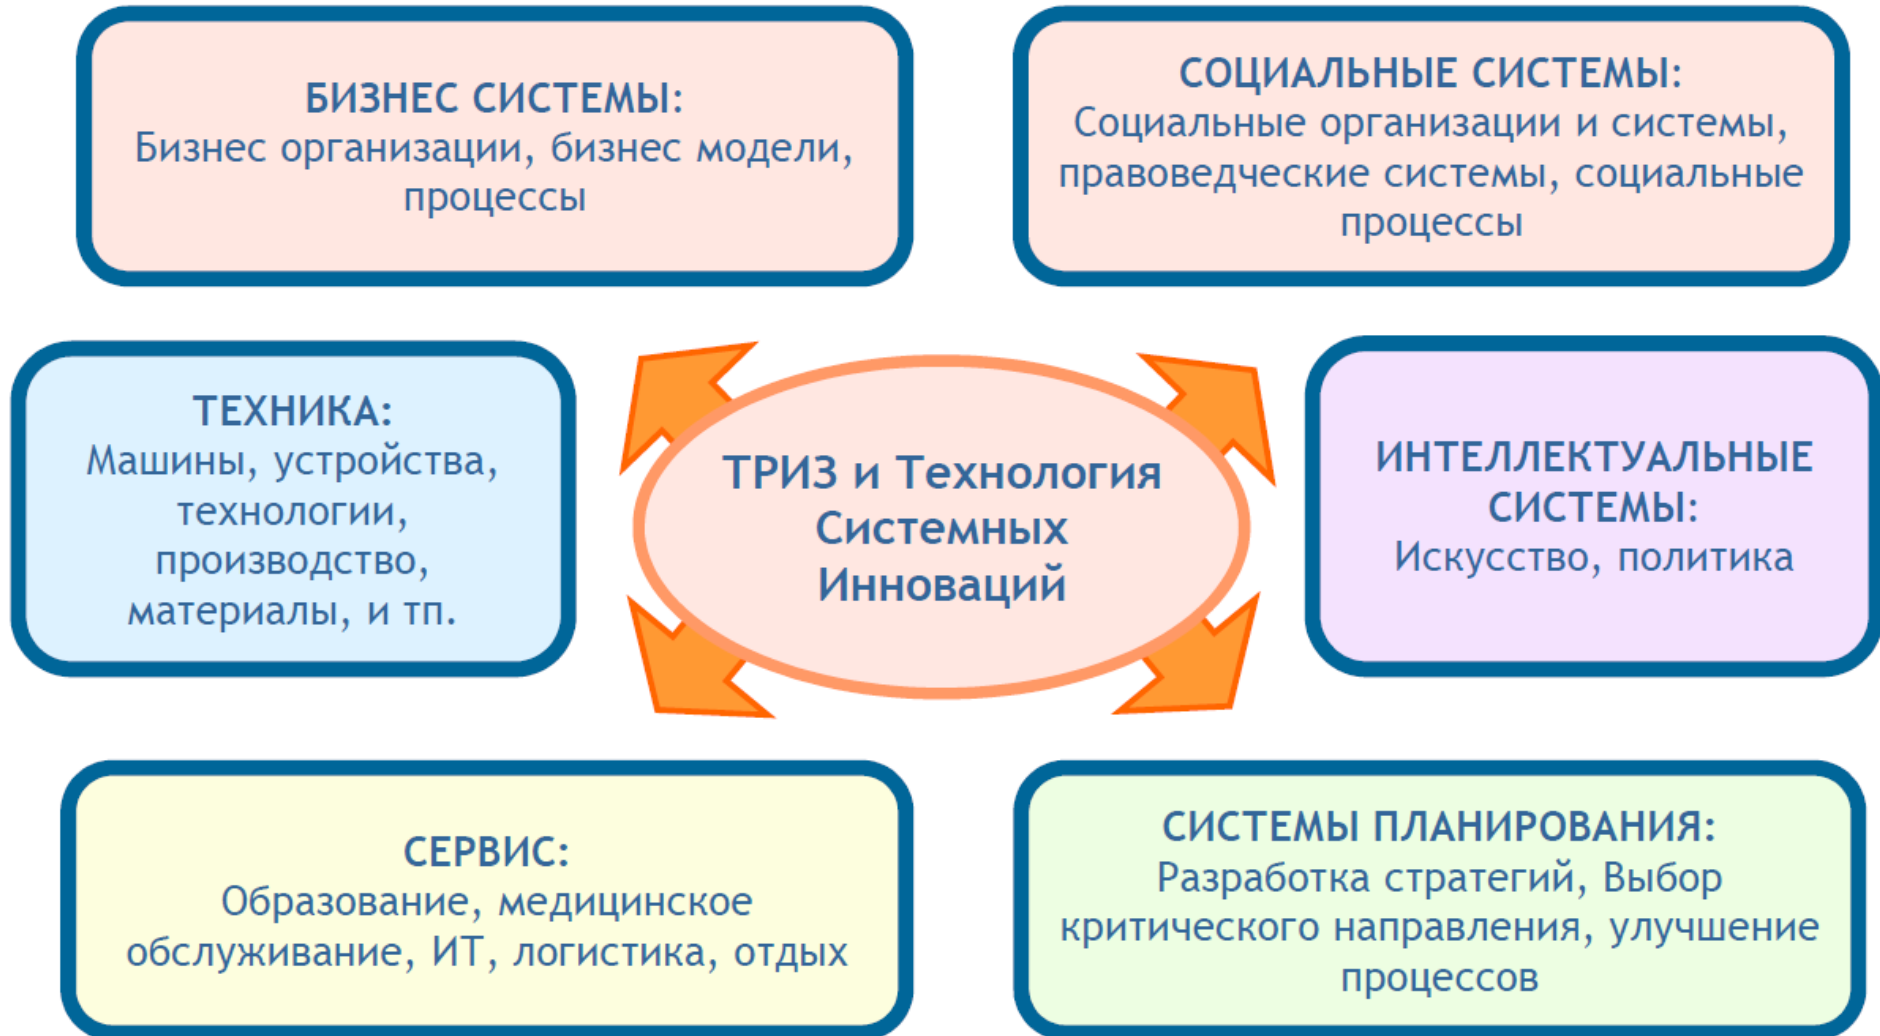 БИЗНЕС СИСТЕМЫ:
Бизнес организации, бизнес модели,
процессы
СОЦИАЛЬНЫЕ СИСТЕМЫ:
Социальные организации и системы,
правоведческие системы, социальные
процессы
ТЕХНИКА:
Машины, устройства,
технологии,
производство,
материалы, и тп.
ТРИЗ и Технология
Системных
Инноваций
ИНТЕЛЛЕКТУАЛЬНЫЕ
СИСТЕМЫ:
Искусство, политика
СЕРВИС:
Образование, медицинское
обслуживание, ИТ, логистика, отдых
СИСТЕМЫ ПЛАНИРОВАНИЯ:
Разработка стратегий, Выбор
критического направления, улучшение
процессов